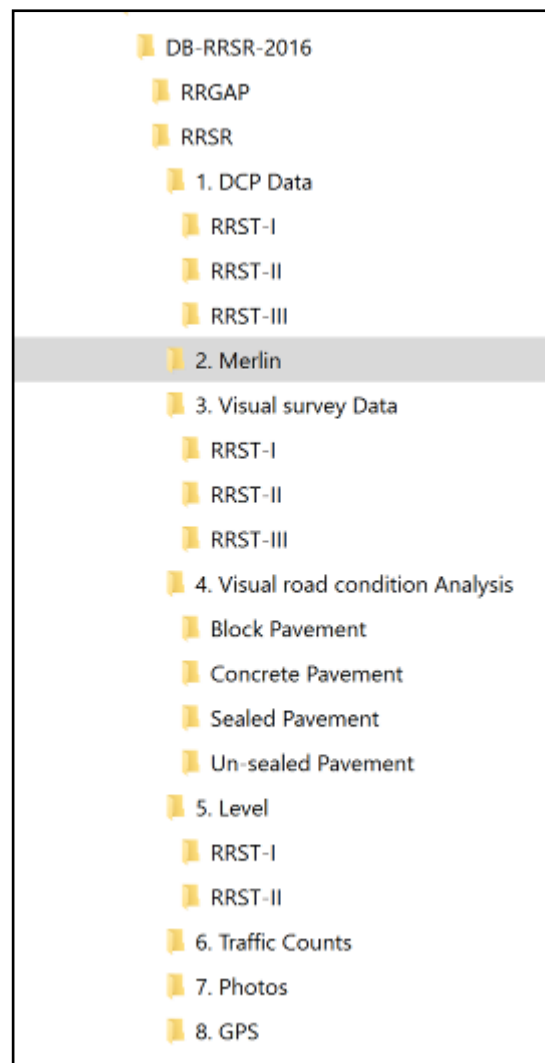 DB-RRSR-2016
RRGAP
RRSR
1. DCP Data
RRST-I
RRST-II
RRST-III
2. Merlin
3. Visual survey Data
RRST-I
RRST-II
RRST-III
4. Visual road condition Analysis
Block Pavement
Concrete Pavement
Sealed Pavement
Un-sealed Pavement
5. Level
RRST-I
RRST-II
6. Traffic Counts
7. Photos
8. GPS